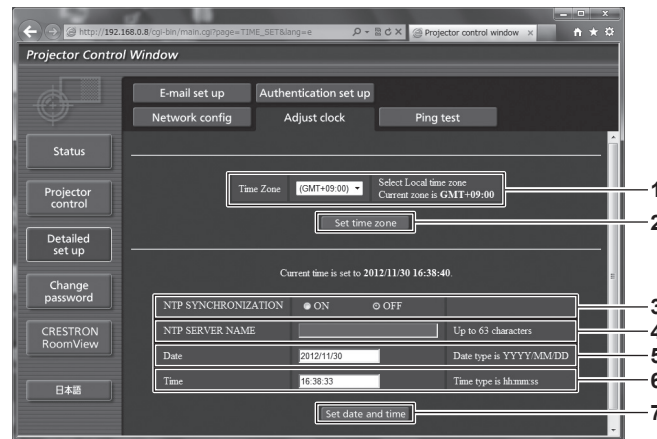 http://192.168.0.8/cgi-bin/main.cgi?page=TIME_SET&lang=e
Projector control window
Projector Control Window
E-mail set up
Authentication set up
Network config
Adjust clock
Ping test
Status
Projector control
Detailed set up
Change password
CRESTRON RoomView
日本語
Time Zone
(GMT+09:00)
Select Local time zone
Current zone is GMT+09:00
1
Set time zone
2
Current time is set to 2012/11/30 16:38:40.
NTP SYNCHRONIZATION ON OFF
3
NTP SERVER NAME Up to 63 characters
4
Date 2012/11/30 Date type is YYYY/MM/DD
5
Time 16:38:33 Time type is hh:mm:ss
6
Set date and time
7